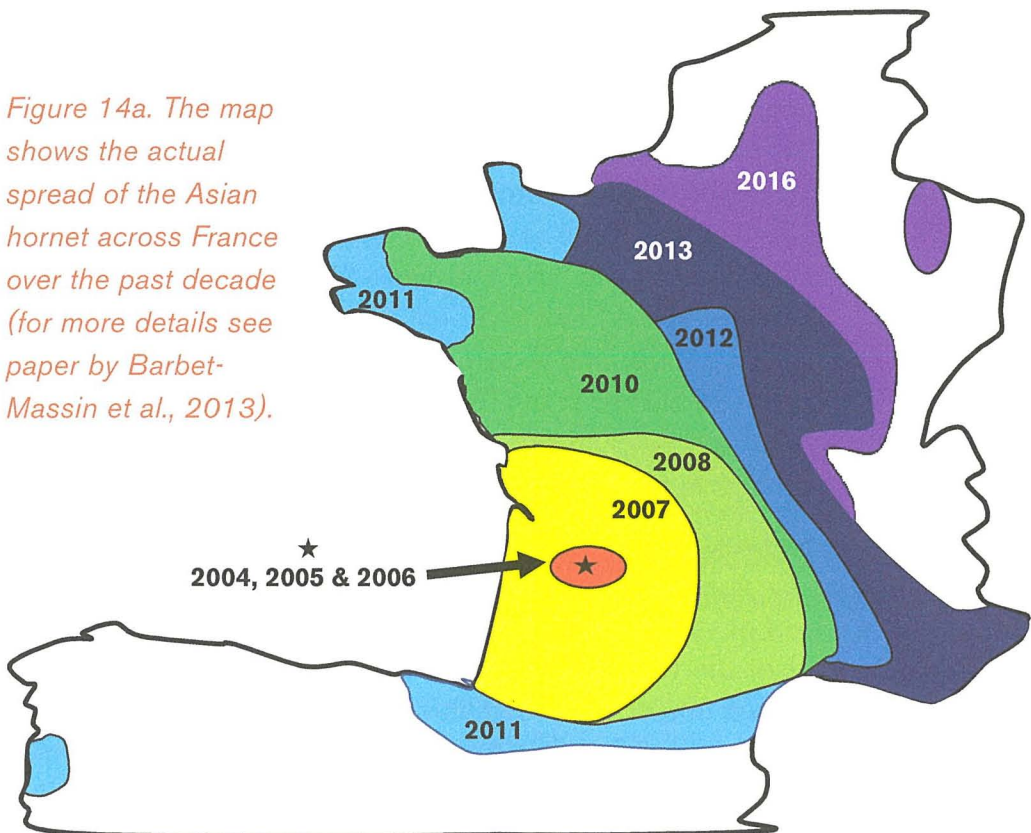 Figure 14a. The map
shows the actual
spread of the Asian
hornet across France
over the past decade
(for more details see
paper by Barbet-
Massin et al., 2013).
2016
2013
2011
2012
2010
2008
2007
★
2004, 2005 & 2006
★
2011